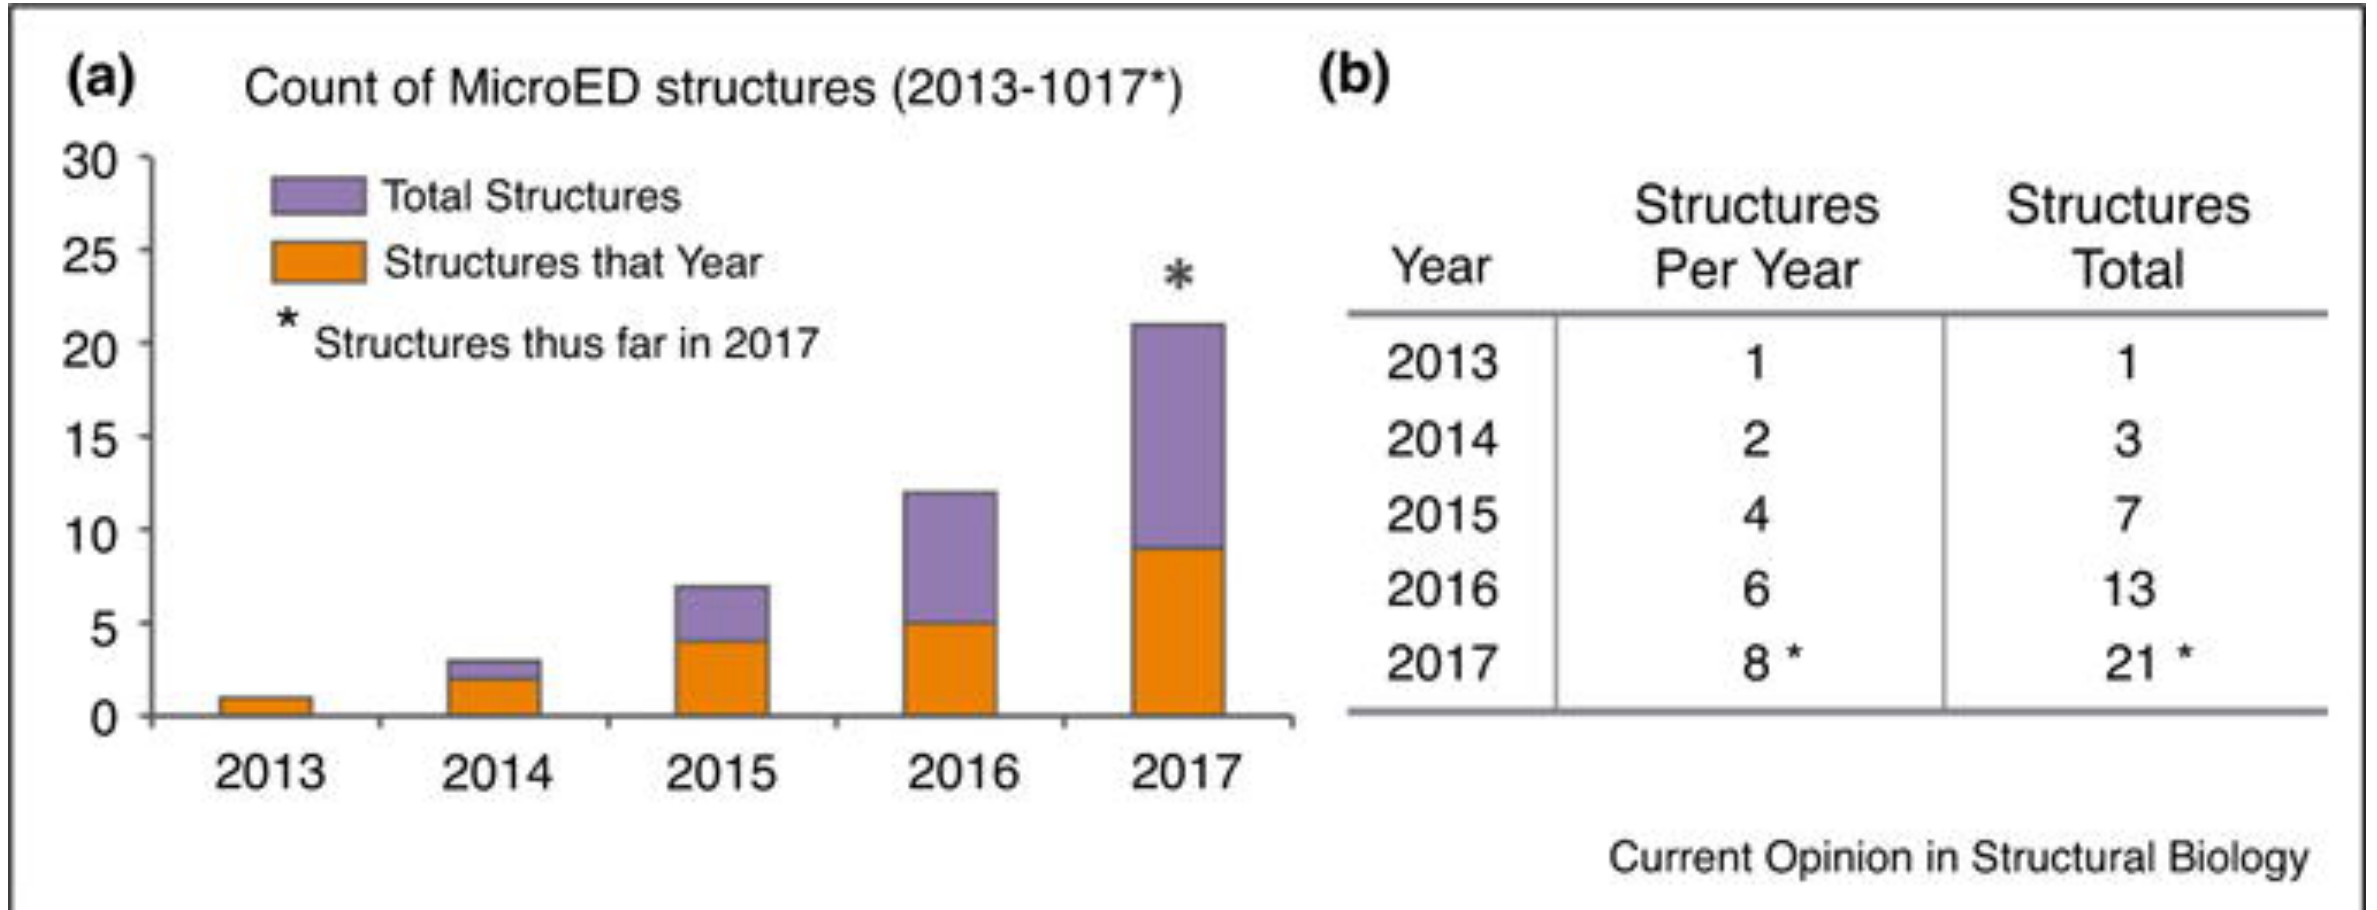 (a)
Count of MicroED structures (2013-1017*)
30
25
20
15
10
5
0
Total Structures
Structures that Year
* Structures thus far in 2017
*
2013 2014 2015 2016 2017
(b)
Year Structures Per Year Structures Total
2013 1 1
2014 2 3
2015 4 7
2016 6 13
2017 8 * 21 *
Current Opinion in Structural Biology